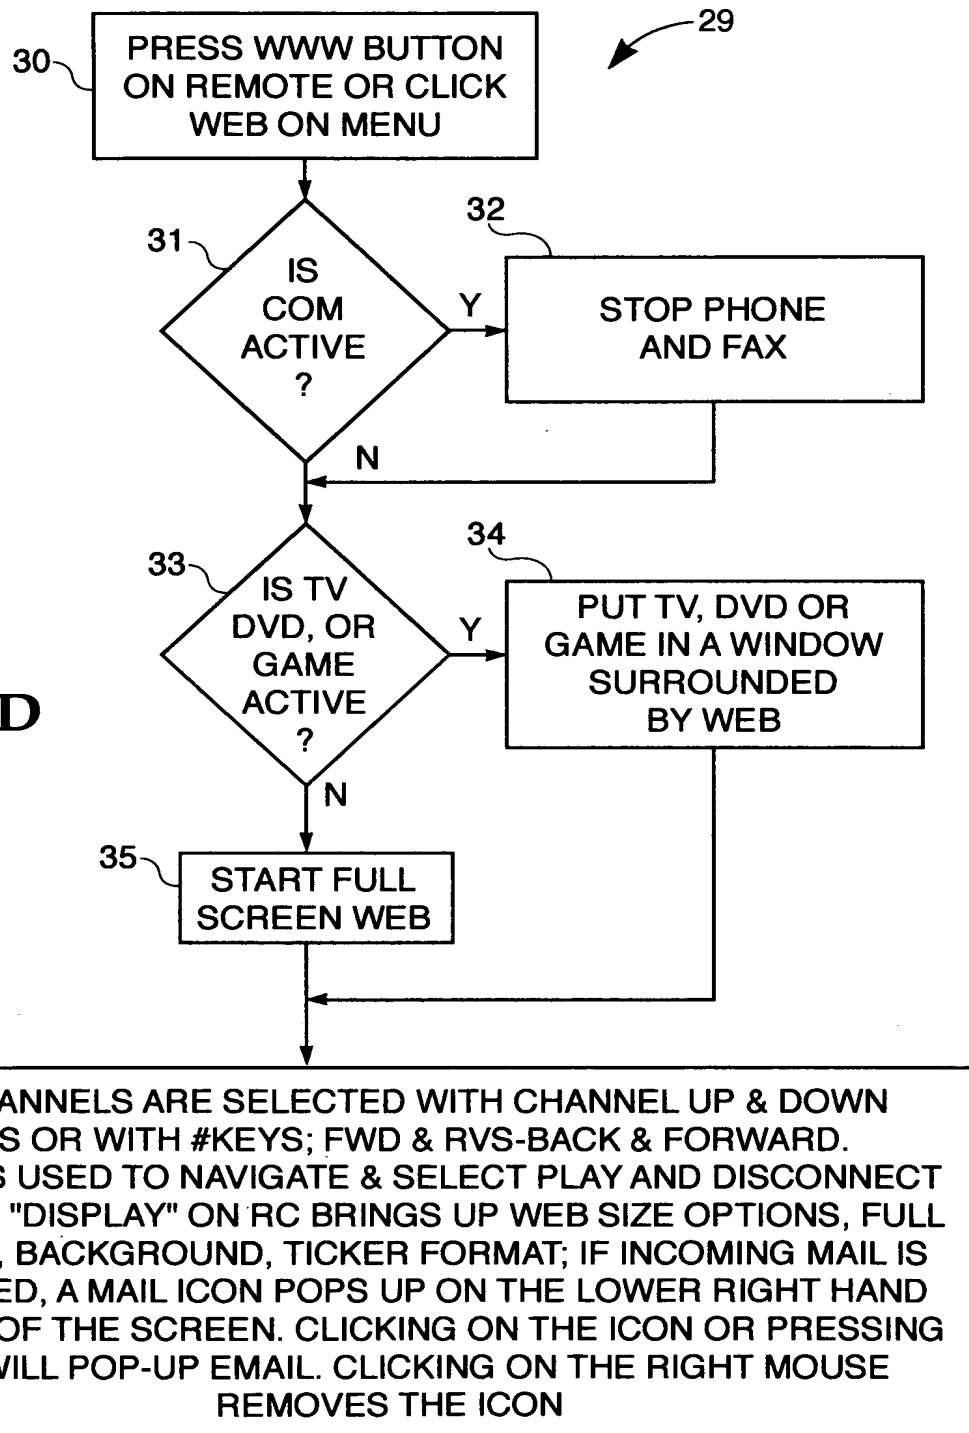 29
30
PRESS WWW BUTTON
ON REMOTE OR CLICK
WEB ON MENU
31
IS
COM
ACTIVE
?
Y
32
STOP PHONE
AND FAX
N
33
IS TV
DVD, OR
GAME
ACTIVE
?
Y
34
PUT TV, DVD OR
GAME IN A WINDOW
SURROUNDED
BY WEB
D
N
35
START FULL
SCREEN WEB
ANNELS ARE SELECTED WITH CHANNEL UP & DOWN
S OR WITH #KEYS; FWD & RVS-BACK & FORWARD.
S USED TO NAVIGATE & SELECT PLAY AND DISCONNECT
"DISPLAY" ON RC BRINGS UP WEB SIZE OPTIONS, FULL
, BACKGROUND, TICKER FORMAT; IF INCOMING MAIL IS
ED, A MAIL ICON POPS UP ON THE LOWER RIGHT HAND
OF THE SCREEN. CLICKING ON THE ICON OR PRESSING
WILL POP-UP EMAIL. CLICKING ON THE RIGHT MOUSE
REMOVES THE ICON